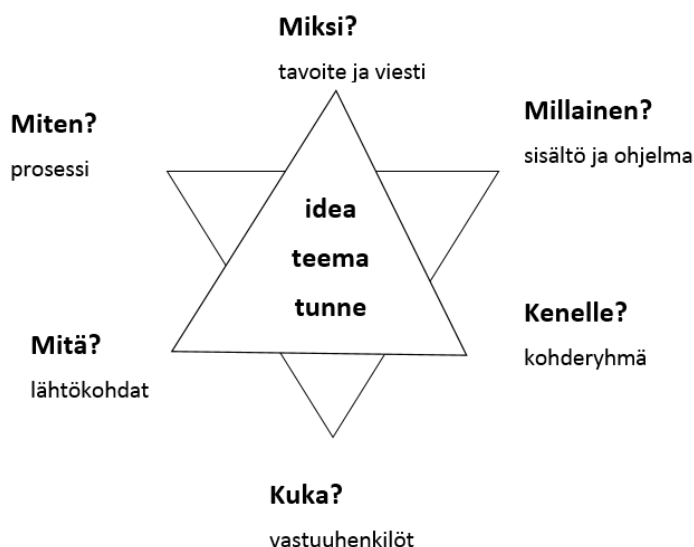 Miksi?
tavoite ja viesti
Miten?
prosessi
Millainen?
sisältö ja ohjelma
idea
teema
tunne
Mitä?
lähtökohdat
Kenelle?
kohderyhmä
Kuka?
vastuuhenkilöt